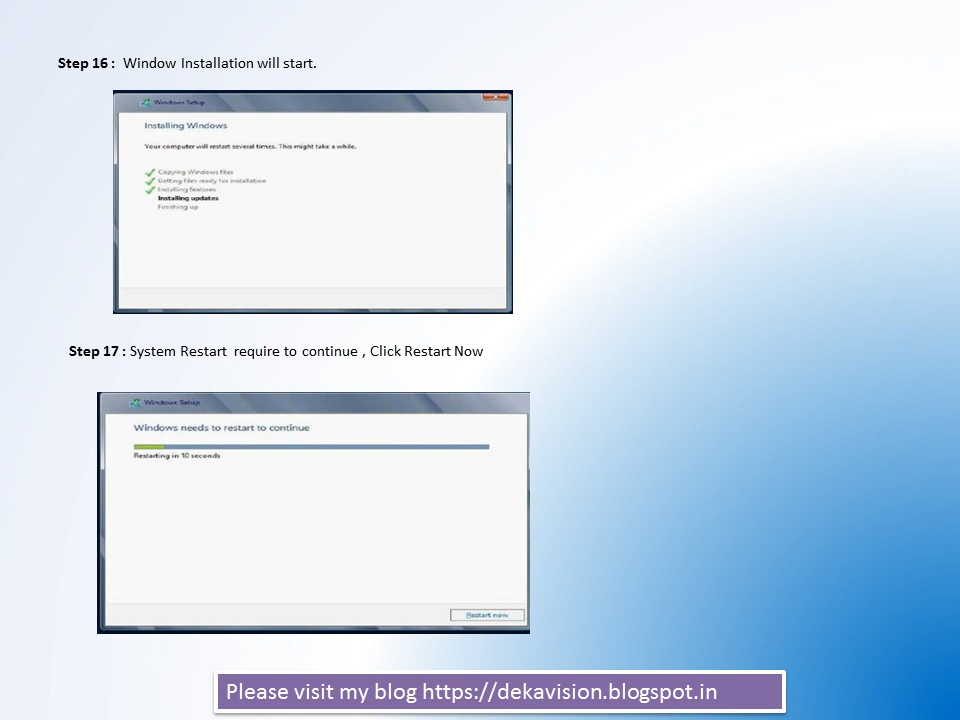 Step 16 : Window Installation will start.
Windows Setup
Installing Windows
Your computer will restart several times. This might take a while.
Copying Windows files
Getting files ready for installation
Installing features
Installing updates
Finishing up
Step 17 : System Restart require to continue , Click Restart Now
Windows Setup
Windows needs to restart to continue
Restarting in 10 seconds
Restart now
Please visit my blog https://dekavision.blogspot.in